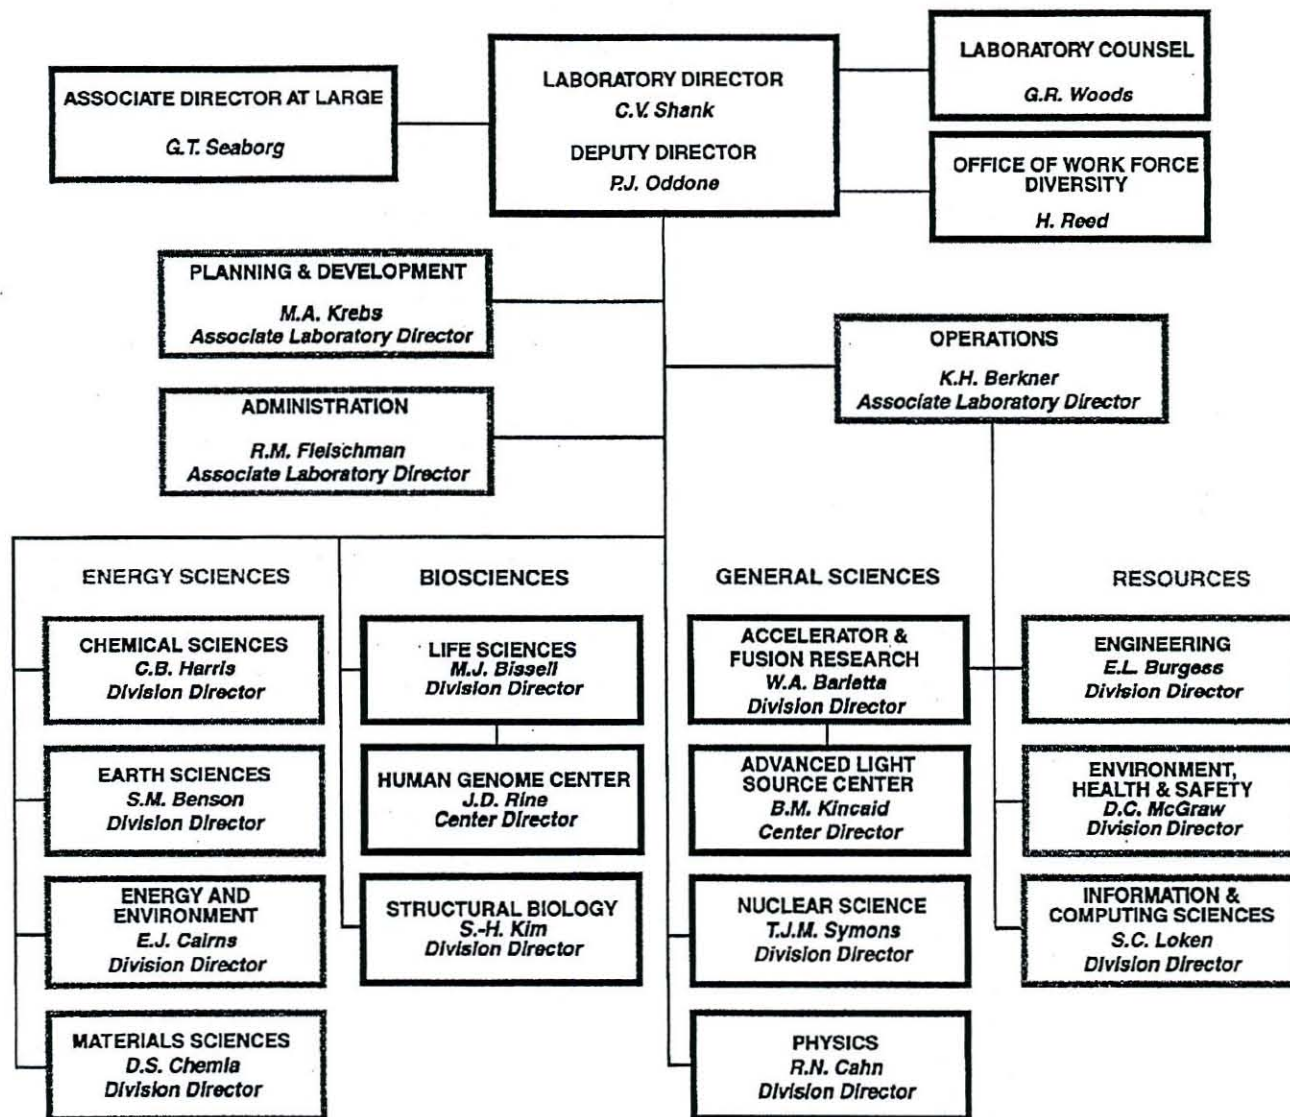 ASSOCIATE DIRECTOR AT LARGE
G.T. Seaborg
LABORATORY DIRECTOR
C.V. Shank
DEPUTY DIRECTOR
P.J. Oddone
LABORATORY COUNSEL
G.R. Woods
OFFICE OF WORK FORCE
DIVERSITY
H. Reed
PLANNING & DEVELOPMENT
M.A. Krebs
Associate Laboratory Director
OPERATIONS
K.H. Berkner
Associate Laboratory Director
ADMINISTRATION
R.M. Fleischman
Associate Laboratory Director
ENERGY SCIENCES
CHEMICAL SCIENCES
C.B. Harris
Division Director
EARTH SCIENCES
S.M. Benson
Division Director
ENERGY AND
ENVIRONMENT
E.J. Cairns
Division Director
MATERIALS SCIENCES
D.S. Chemla
Division Director
BIOSCIENCES
LIFE SCIENCES
M.J. Bissell
Division Director
HUMAN GENOME CENTER
J.D. Rine
Center Director
STRUCTURAL BIOLOGY
S.-H. Kim
Division Director
GENERAL SCIENCES
ACCELERATOR &
FUSION RESEARCH
W.A. Barletta
Division Director
ADVANCED LIGHT
SOURCE CENTER
B.M. Kincaid
Center Director
NUCLEAR SCIENCE
T.J.M. Symons
Division Director
PHYSICS
R.N. Cahn
Division Director
RESOURCES
ENGINEERING
E.L. Burgess
Division Director
ENVIRONMENT,
HEALTH & SAFETY
D.C. McGraw
Division Director
INFORMATION &
COMPUTING SCIENCES
S.C. Loken
Division Director